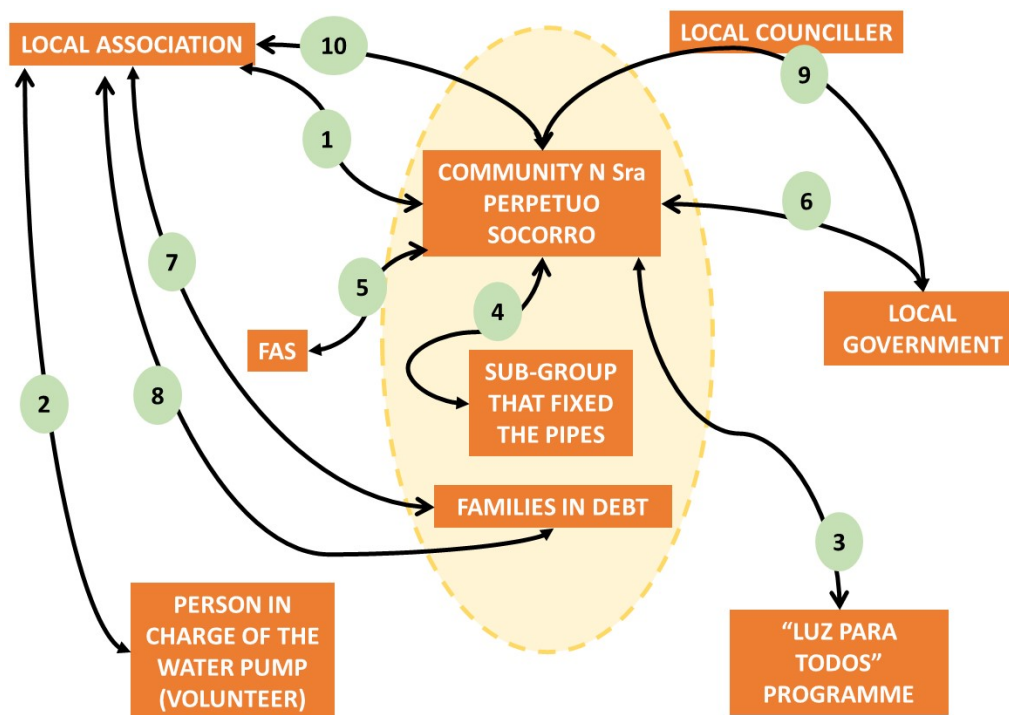 LOCAL ASSOCIATION
10
LOCAL COUNCILLER
9
1
COMMUNITY N Sra
PERPETUO
SOCORRO
6
7
5
4
FAS
LOCAL
GOVERNMENT
SUB-GROUP
THAT FIXED
THE PIPES
2
8
FAMILIES IN DEBT
3
PERSON IN
CHARGE OF THE
WATER PUMP
(VOLUNTEER)
“LUZ PARA
TODOS”
PROGRAMME